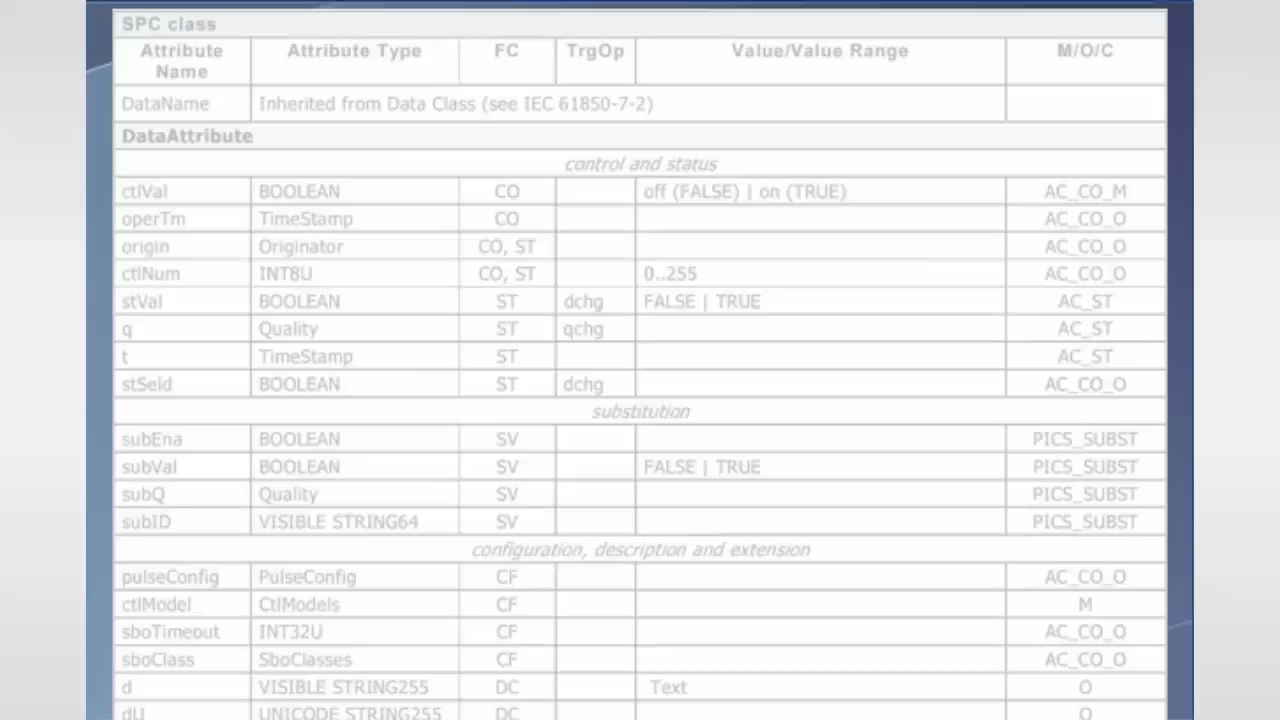 SPC class
Attribute Name Attribute Type FC TrgOp Value/Value Range M/O/C
DataName Inherited from Data Class (see IEC 61850-7-2)
DataAttribute
control and status
ctlVal BOOLEAN CO off (FALSE) | on (TRUE) AC_CO_M
operTm TimeStamp CO AC_CO_O
origin Originator CO, ST AC_CO_O
ctlNum INT8U CO, ST 0..255 AC_CO_O
stVal BOOLEAN ST dchg FALSE | TRUE AC_ST
q Quality ST qchg AC_ST
t TimeStamp ST AC_ST
stSeld BOOLEAN ST dchg AC_CO_O
substitution
subEna BOOLEAN SV PICS_SUBST
subVal BOOLEAN SV FALSE | TRUE PICS_SUBST
subQ Quality SV PICS_SUBST
subID VISIBLE STRING64 SV PICS_SUBST
configuration, description and extension
pulseConfig PulseConfig CF AC_CO_O
ctlModel CtlModels CF M
sboTimeout INT32U CF AC_CO_O
sboClass SboClasses CF AC_CO_O
d VISIBLE STRING255 DC Text O
dU UNICODE STRING255 DC O